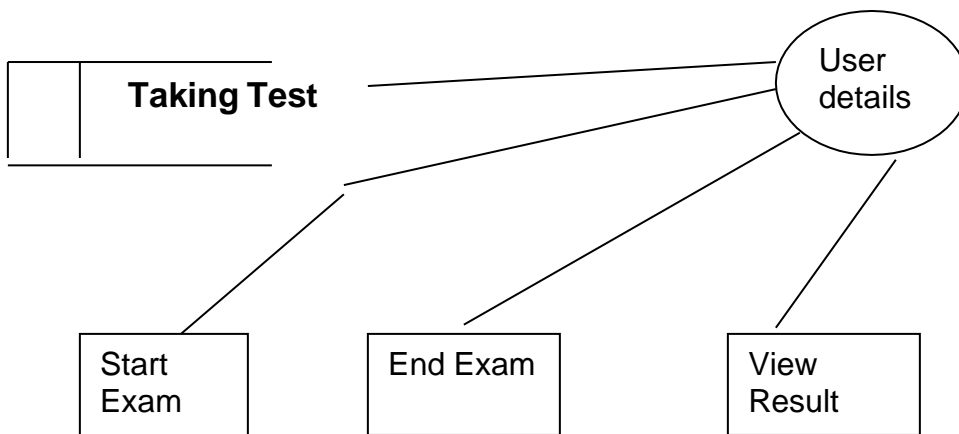 User
details
Taking Test
Start
Exam
End Exam
View
Result